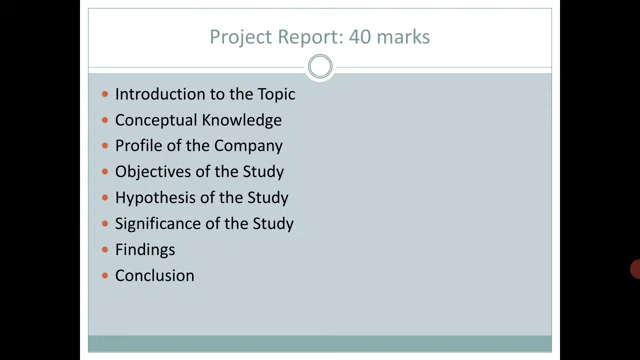 Project Report: 40 marks
Introduction to the Topic
Conceptual Knowledge
Profile of the Company
Objectives of the Study
Hypothesis of the Study
Significance of the Study
Findings
Conclusion